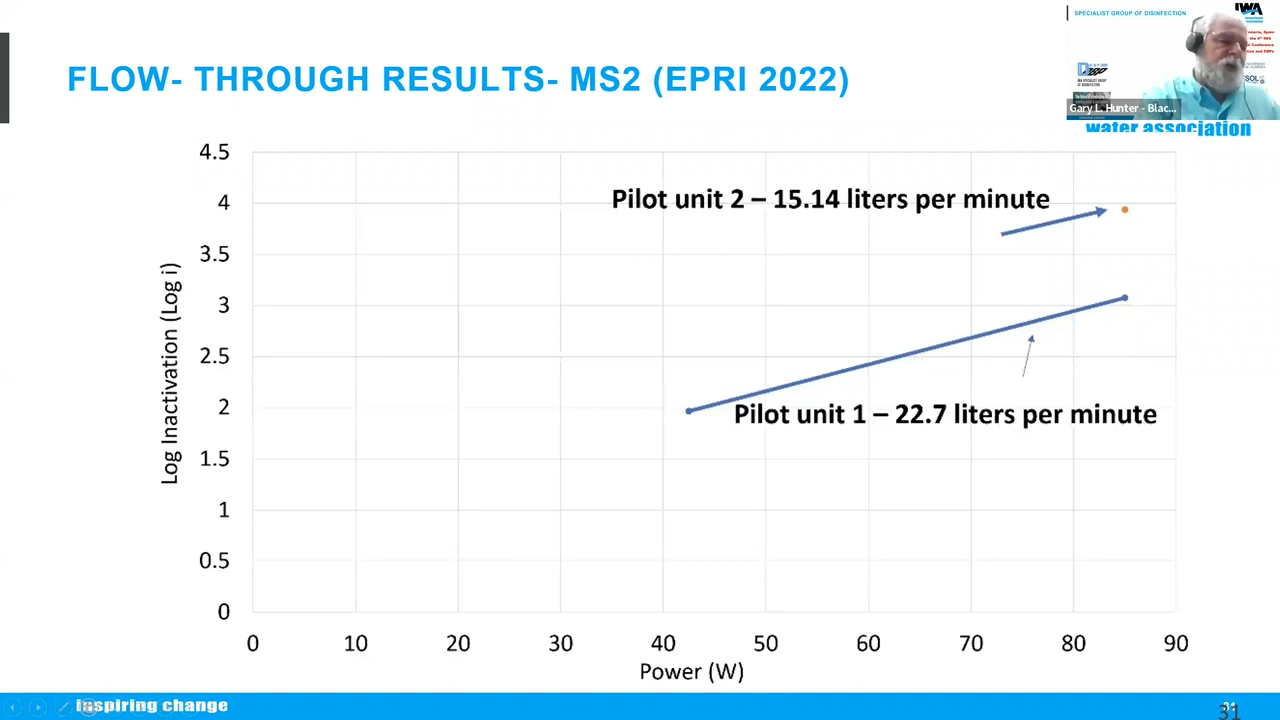 SPECIALIST GROUP OF DISINFECTION
IWA
FLOW- THROUGH RESULTS- MS2 (EPRI 2022)
Gary L. Hunter - Blac...
water association
4.5
4
3.5
3
2.5
2
1.5
1
0.5
0
Log Inactivation (Log i)
Pilot unit 2 – 15.14 liters per minute
Pilot unit 1 – 22.7 liters per minute
0 10 20 30 40 50 60 70 80 90
Power (W)
inspiring change
31